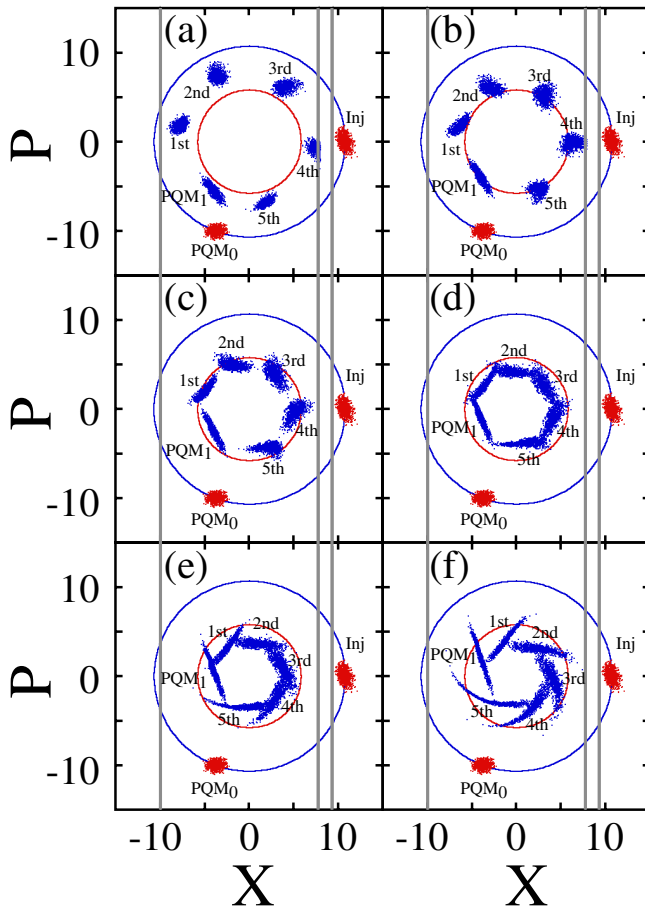 (a) (b)
10 3rd 3rd
2nd 2nd
Inj 4th Inj
P 0 1st 1st
4th
PQM1 5th PQM1 5th
-10 PQM0 PQM0
(c) (d)
10 2nd 2nd
3rd 3rd
1st Inj 1st Inj
P 0 4th 4th
PQM1 5th PQM1 5th
-10 PQM0 PQM0
(e) (f)
10
1st 2nd 1st 2nd
Inj Inj
P 0 PQM1 3rd PQM1 3rd
5th 4th 5th 4th
-10 PQM0 PQM0
-10 0 10 -10 0 10
X X